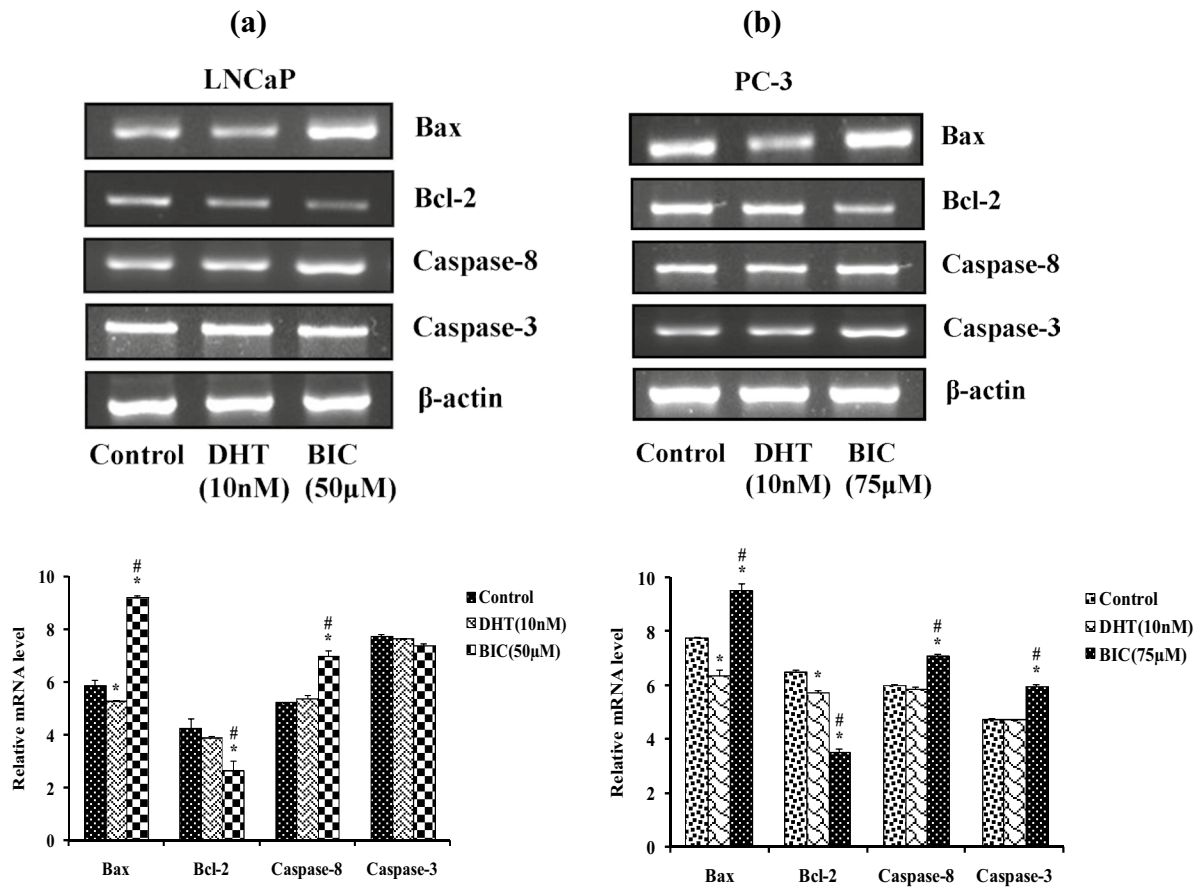 (a)
LNCaP
Bax
Bcl-2
Caspase-8
Caspase-3
β-actin
Control DHT BIC
(10nM) (50μM)
(b)
PC-3
Bax
Bcl-2
Caspase-8
Caspase-3
β-actin
Control DHT BIC
(10nM) (75μM)
Relative mRNA level
10
8
6
4
2
0
* # *
# *
# *
Bax Bcl-2 Caspase-8 Caspase-3
Control
DHT(10nM)
BIC(50μM)
Relative mRNA level
10
8
6
4
2
0
* # *
* # *
# *
# *
Bax Bcl-2 Caspase-8 Caspase-3
Control
DHT(10nM)
BIC(75μM)